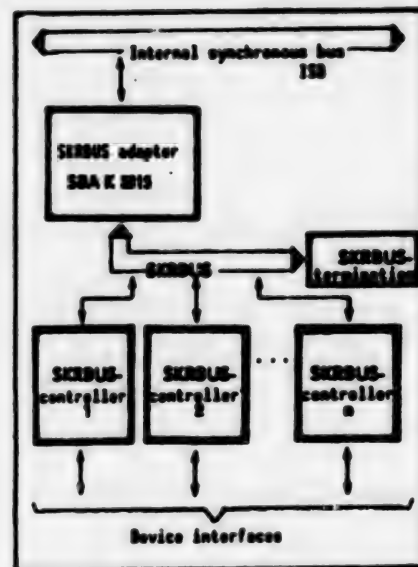 Internal synchronous bus
ISB
SKRBUS adapter
SBA K
SKRBUS
SKRBUS-
termination
SKRBUS-
controller
1
SKRBUS-
controller
2
...
SKRBUS-
controller
n
Device interfaces